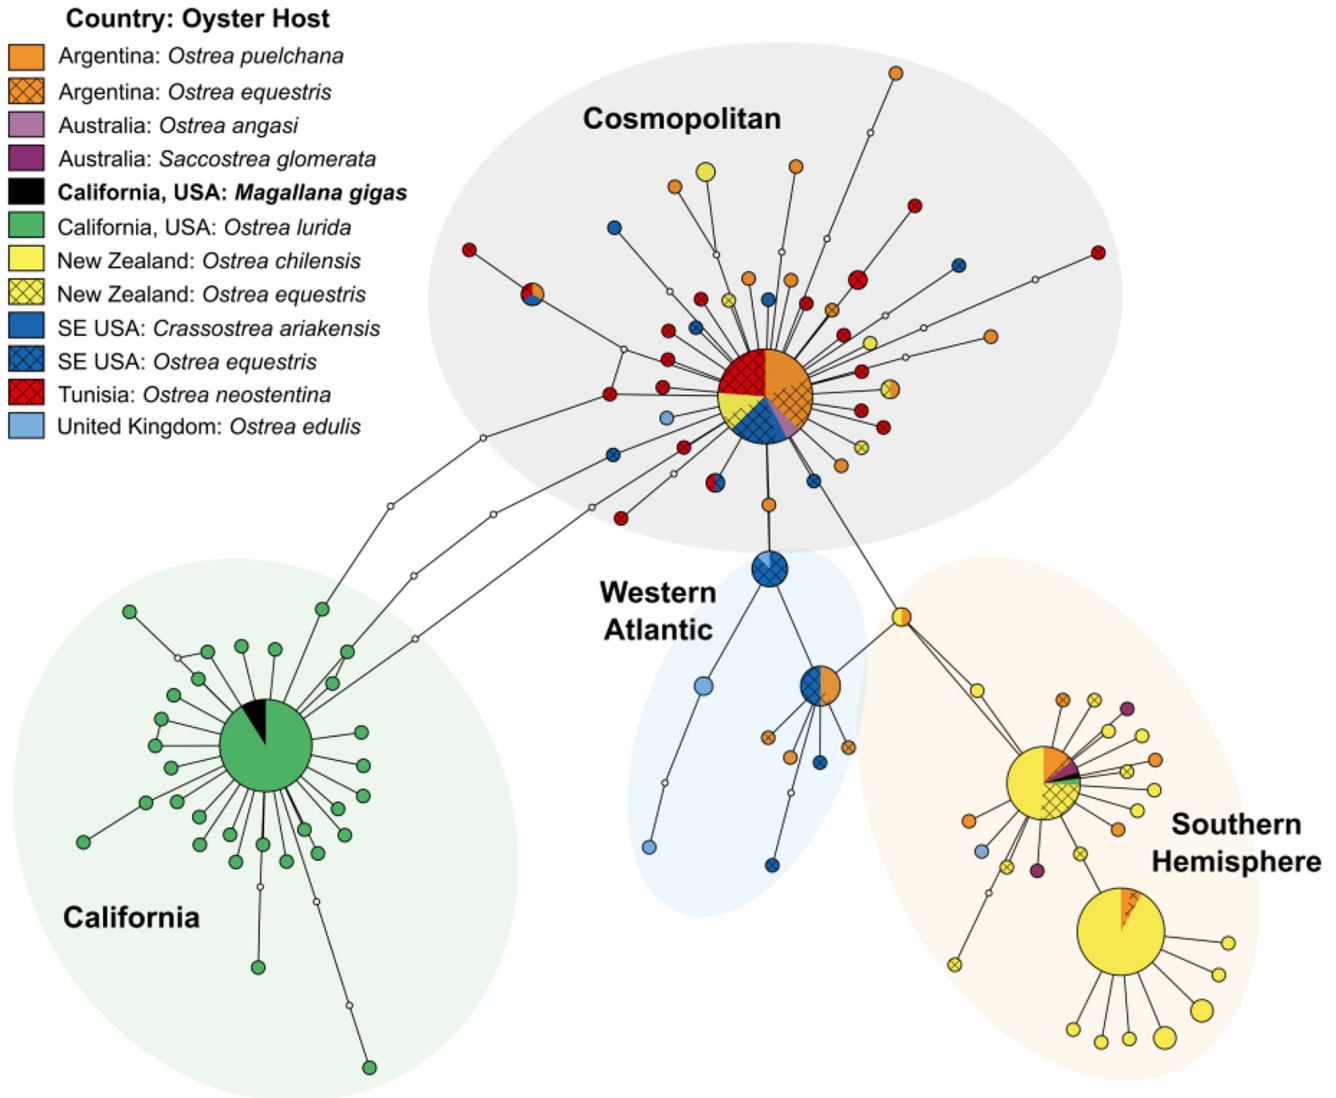 Country: Oyster Host
Argentina: Ostrea puelchana
Argentina: Ostrea equestris
Australia: Ostrea angasi
Australia: Saccostrea glomerata
California, USA: Magallana gigas
California, USA: Ostrea lurida
New Zealand: Ostrea chilensis
New Zealand: Ostrea equestris
SE USA: Crassostrea ariakensis
SE USA: Ostrea equestris
Tunisia: Ostrea neostentina
United Kingdom: Ostrea edulis
Cosmopolitan
Western
Atlantic
Southern
Hemisphere
California